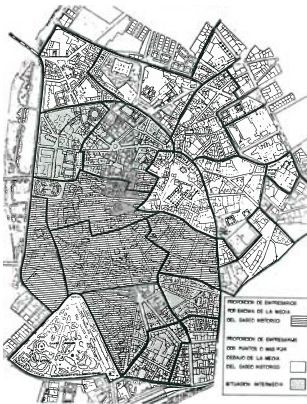 PROPORCION DE EMPRESARIOS
POR ENCIMA DE LA MEDIA
DEL CASCO HISTORICO
PROPORCION DE EMPRESARIOS
DOS PUNTOS O MAS POR
DEBAJO DE LA MEDIA
DEL CASCO HISTORICO
SITUACION INTERMEDIA